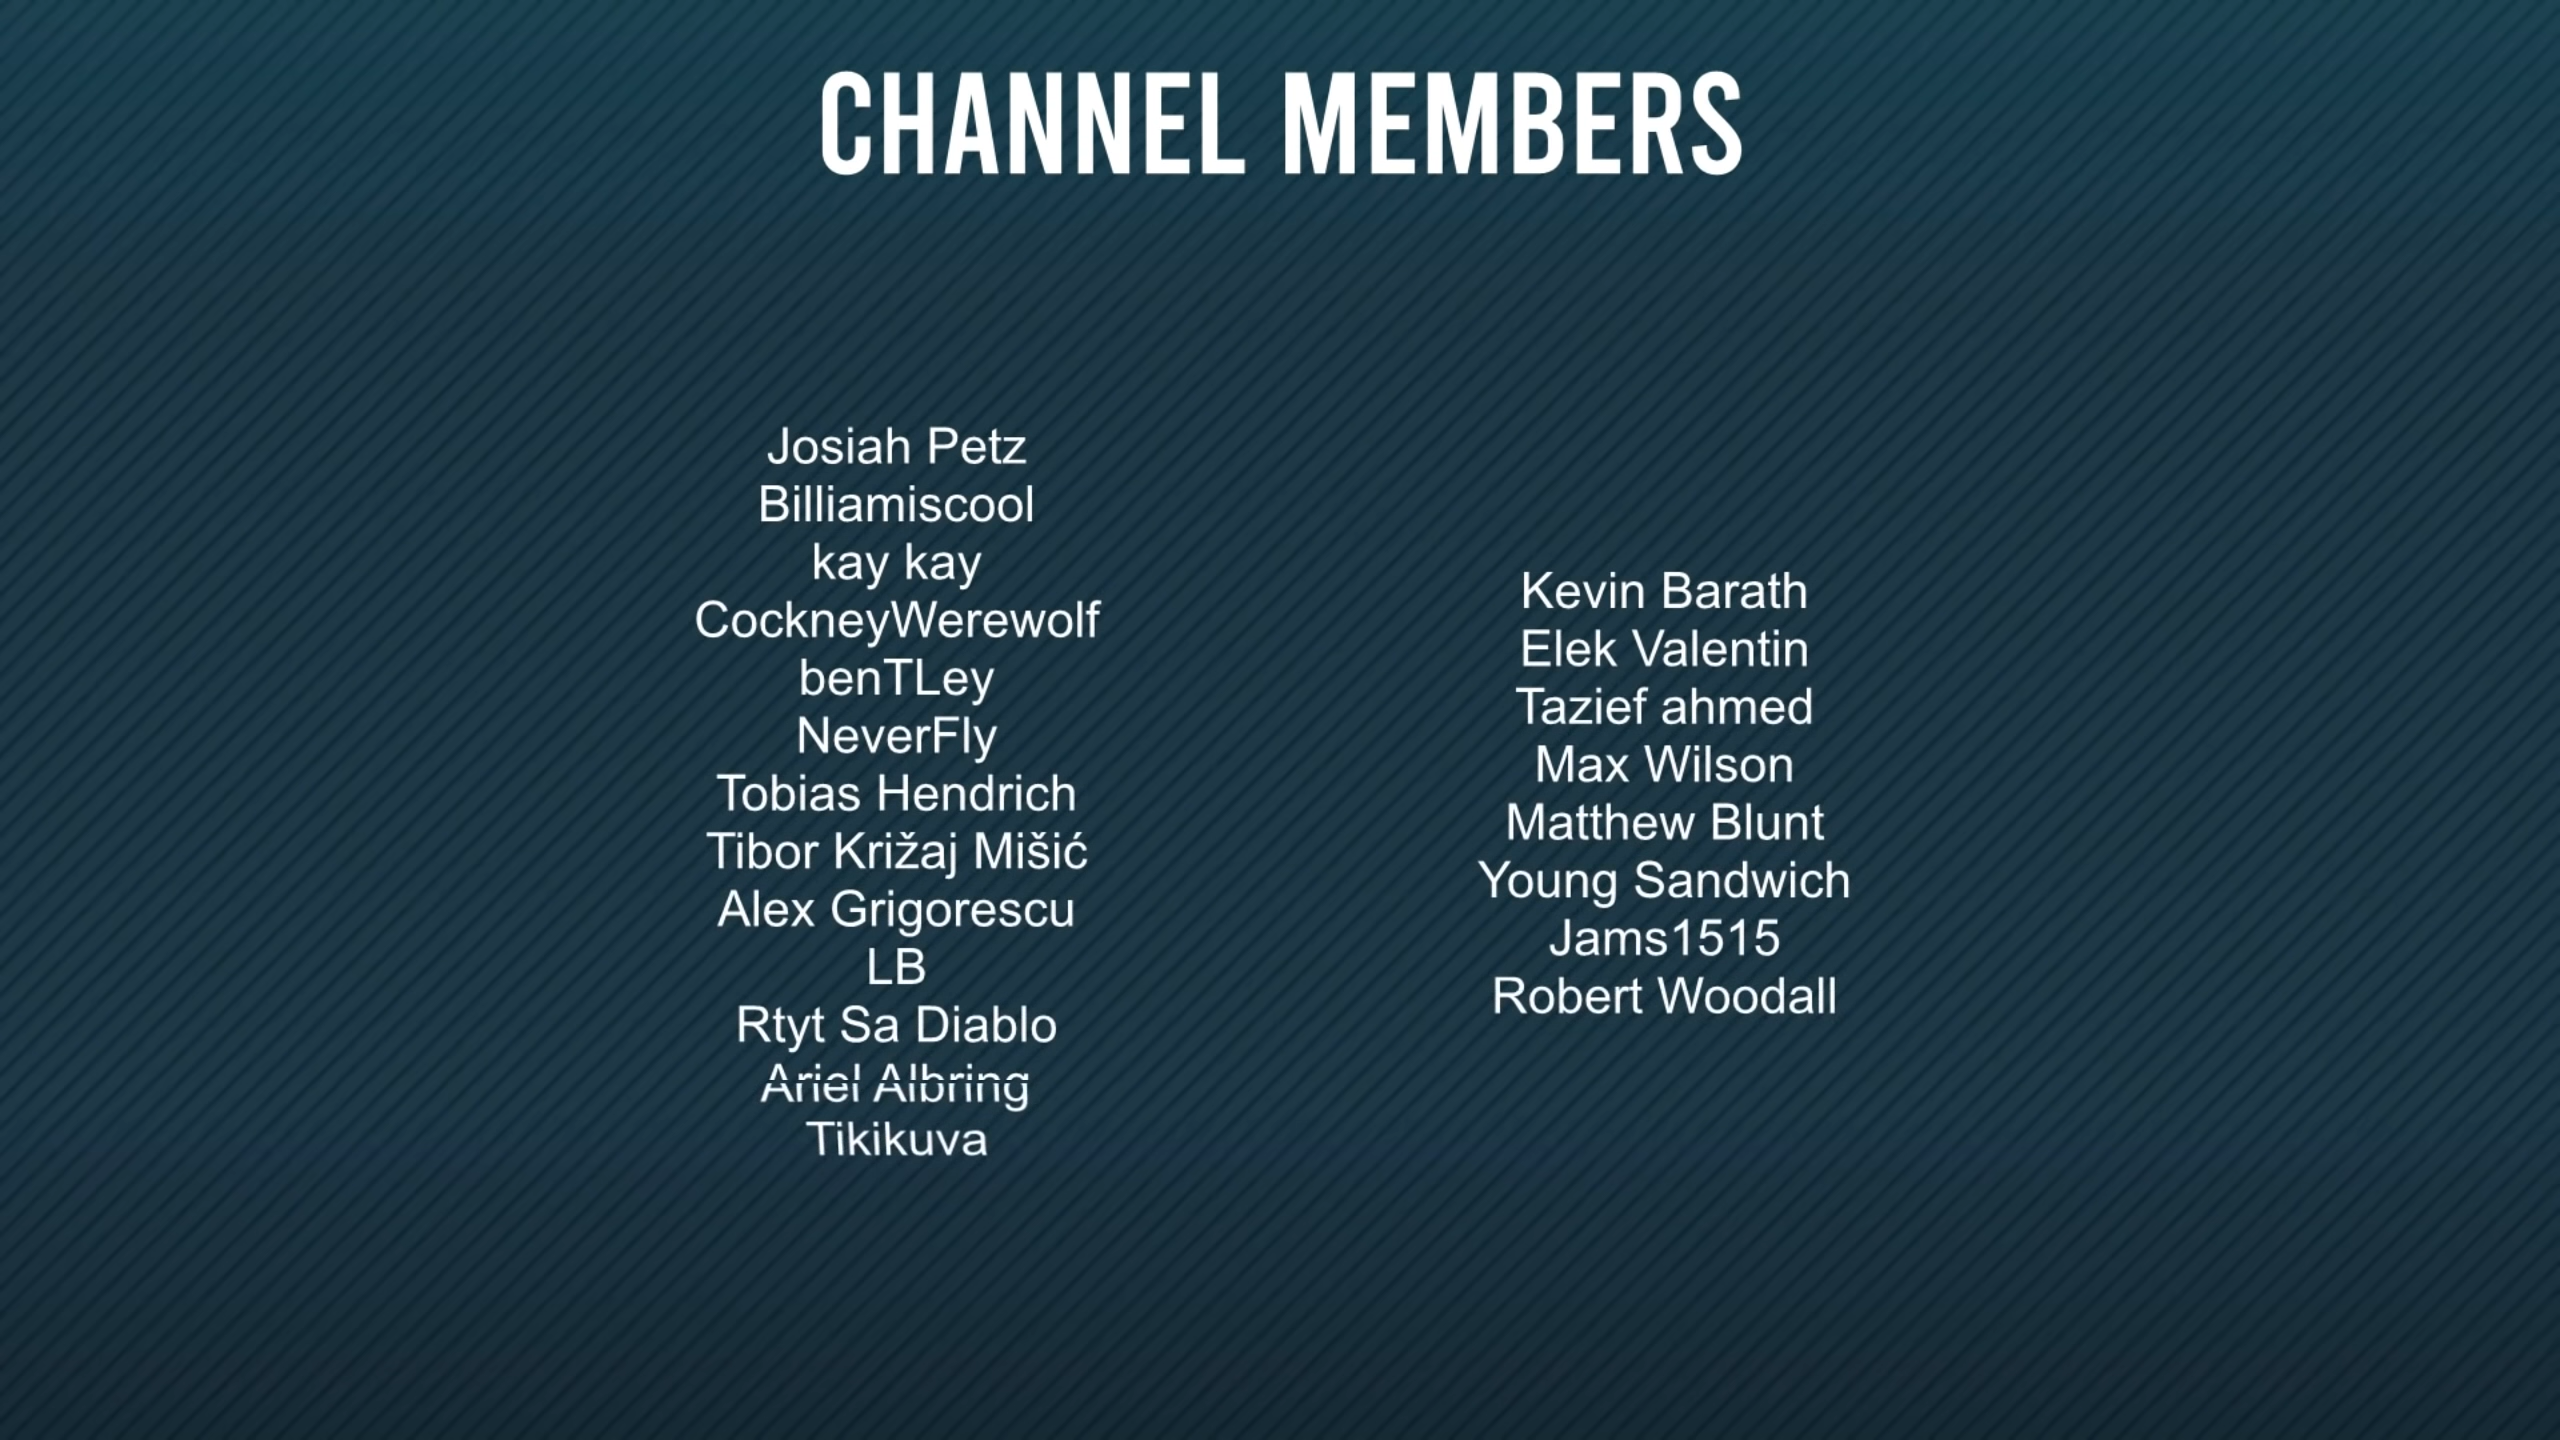 CHANNEL MEMBERS
Josiah Petz
Billiamiscool
kay kay
CockneyWerewolf
benTLey
NeverFly
Tobias Hendrich
Tibor Križaj Mišić
Alex Grigorescu
LB
Rtyt Sa Diablo
Ariel Albring
Tikikuva
Kevin Barath
Elek Valentin
Tazief ahmed
Max Wilson
Matthew Blunt
Young Sandwich
Jams1515
Robert Woodall